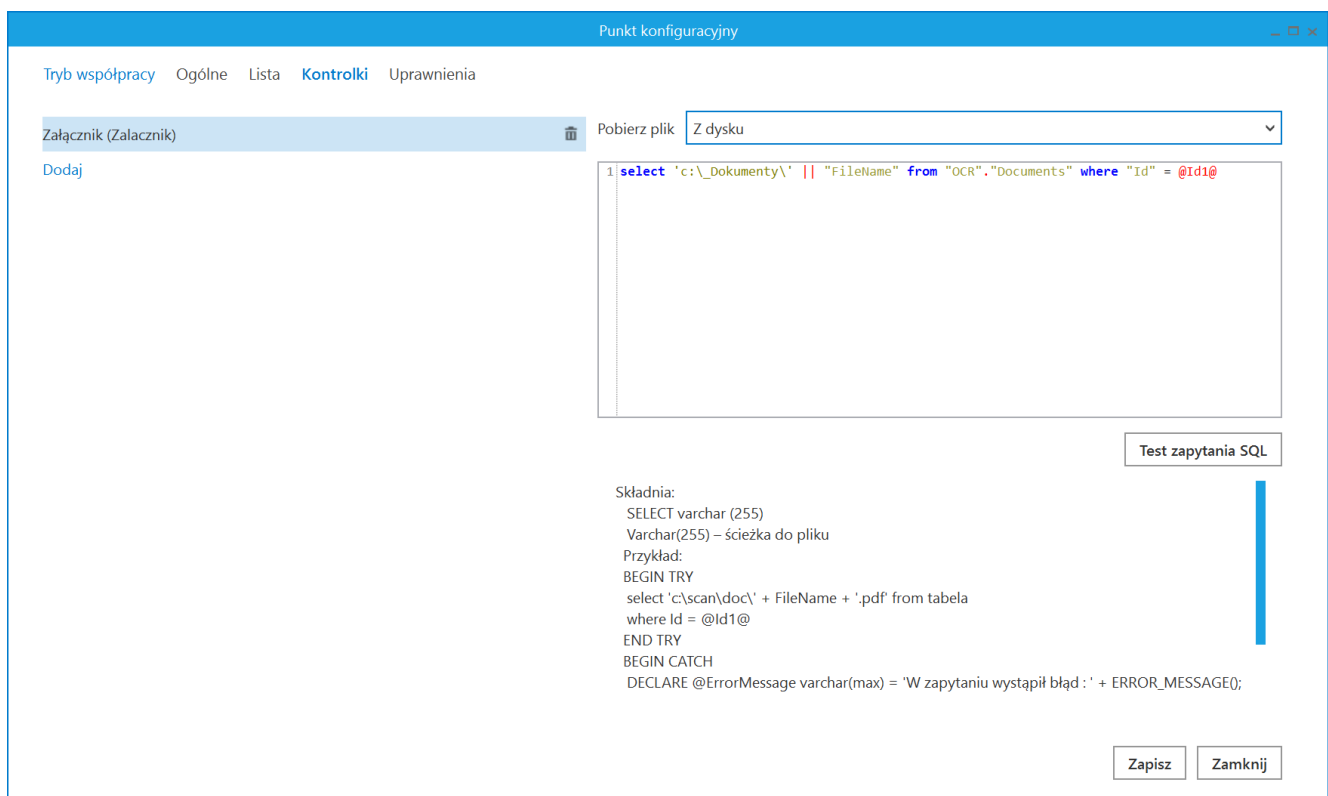 Punkt konfiguracyjny
Tryb współpracy Ogólne Lista Kontrolki Uprawnienia
Załącznik (Zalacznik)
Dodaj
Pobierz plik Z dysku
1 select 'c:\_Dokumenty\' || "FileName" from "OCR"."Documents" where "Id" = @Id1@
Test zapytania SQL
Składnia:
SELECT varchar (255)
Varchar(255) – ścieżka do pliku
Przykład:
BEGIN TRY
select 'c:\scan\doc\' + FileName + '.pdf' from tabela
where Id = @Id1@
END TRY
BEGIN CATCH
DECLARE @ErrorMessage varchar(max) = 'W zapytaniu wystąpił błąd : ' + ERROR_MESSAGE();
Zapisz Zamknij